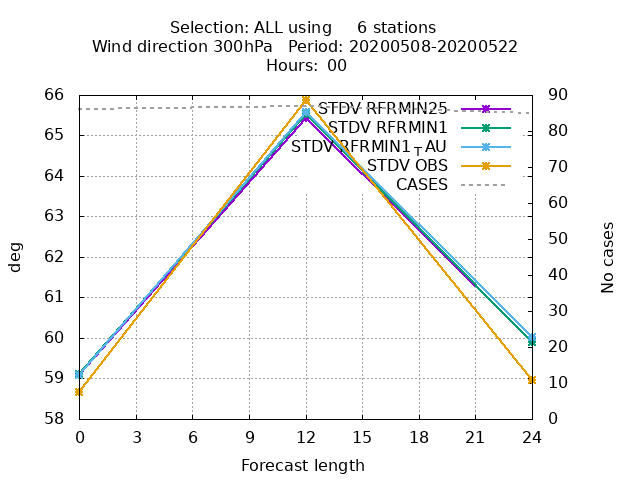 Selection: ALL using     6 stations
Wind direction 300hPa   Period: 20200508-20200522
Hours: 00
66 90
STDV RFRMIN25
65 80
STDV RFRMIN1
STDV RFRMIN1TAU
STDV OBS
64 70
CASES
63 60
62 50
61 40
60 30
59 20
58 10
0
deg
No cases
0 3 6 9 12 15 18 21 24
Forecast length